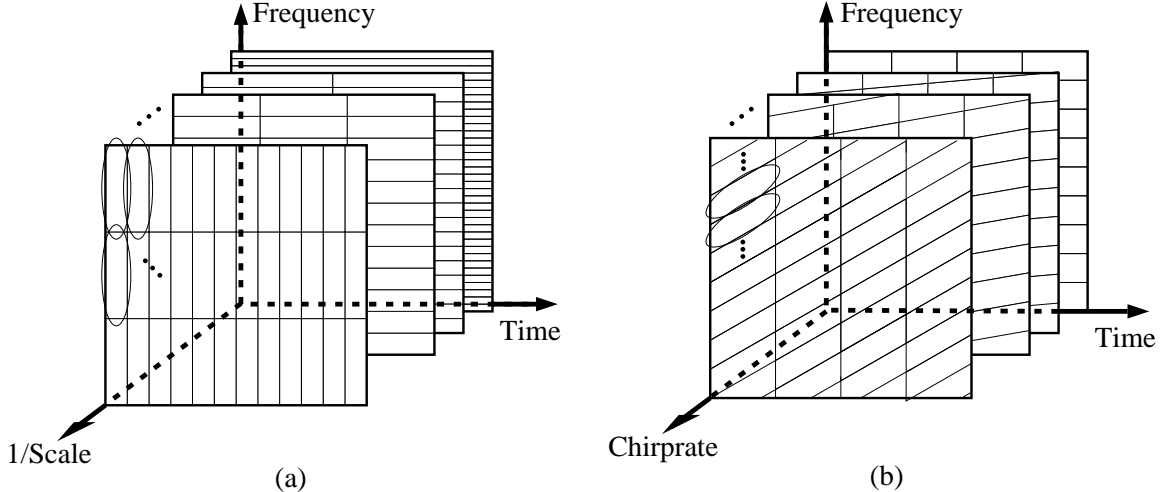 Frequency
Time
1/Scale
(a)
Frequency
Time
Chirprate
(b)